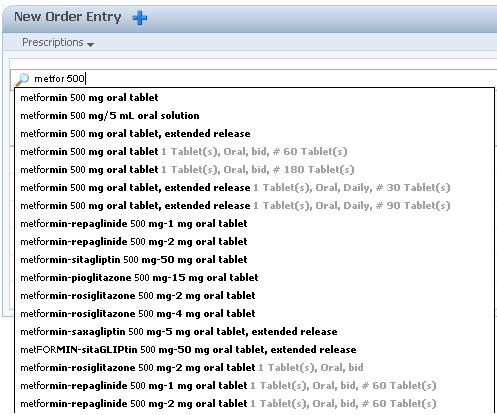 New Order Entry
Prescriptions
metfor 500
metformin 500 mg oral tablet
metformin 500 mg/5 mL oral solution
metformin 500 mg oral tablet, extended release
metformin 500 mg oral tablet 1 Tablet(s), Oral, bid, # 60 Tablet(s)
metformin 500 mg oral tablet 1 Tablet(s), Oral, bid, # 180 Tablet(s)
metformin 500 mg oral tablet, extended release 1 Tablet(s), Oral, Daily, # 30 Tablet(s)
metformin 500 mg oral tablet, extended release 1 Tablet(s), Oral, Daily, # 90 Tablet(s)
metformin-repaglinide 500 mg-1 mg oral tablet
metformin-repaglinide 500 mg-2 mg oral tablet
metformin-sitagliptin 500 mg-50 mg oral tablet
metformin-pioglitazone 500 mg-15 mg oral tablet
metformin-rosiglitazone 500 mg-2 mg oral tablet
metformin-rosiglitazone 500 mg-4 mg oral tablet
metformin-saxagliptin 500 mg-5 mg oral tablet, extended release
metFORMIN-sitaGLIPtin 500 mg-50 mg oral tablet, extended release
metformin-rosiglitazone 500 mg-2 mg oral tablet 1 Tablet(s), Oral, bid
metformin-repaglinide 500 mg-1 mg oral tablet 1 Tablet(s), Oral, bid, # 60 Tablet(s)
metformin-repaglinide 500 mg-2 mg oral tablet 1 Tablet(s), Oral, bid, # 60 Tablet(s)